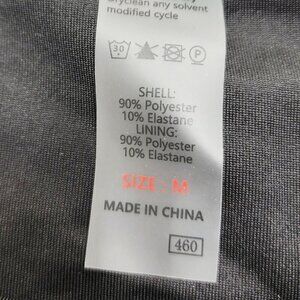 dryclean any solvent
modified cycle
30
P
SHELL:
90% Polyester
10% Elastane
LINING:
90% Polyester
10% Elastane
SIZE : M
MADE IN CHINA
460